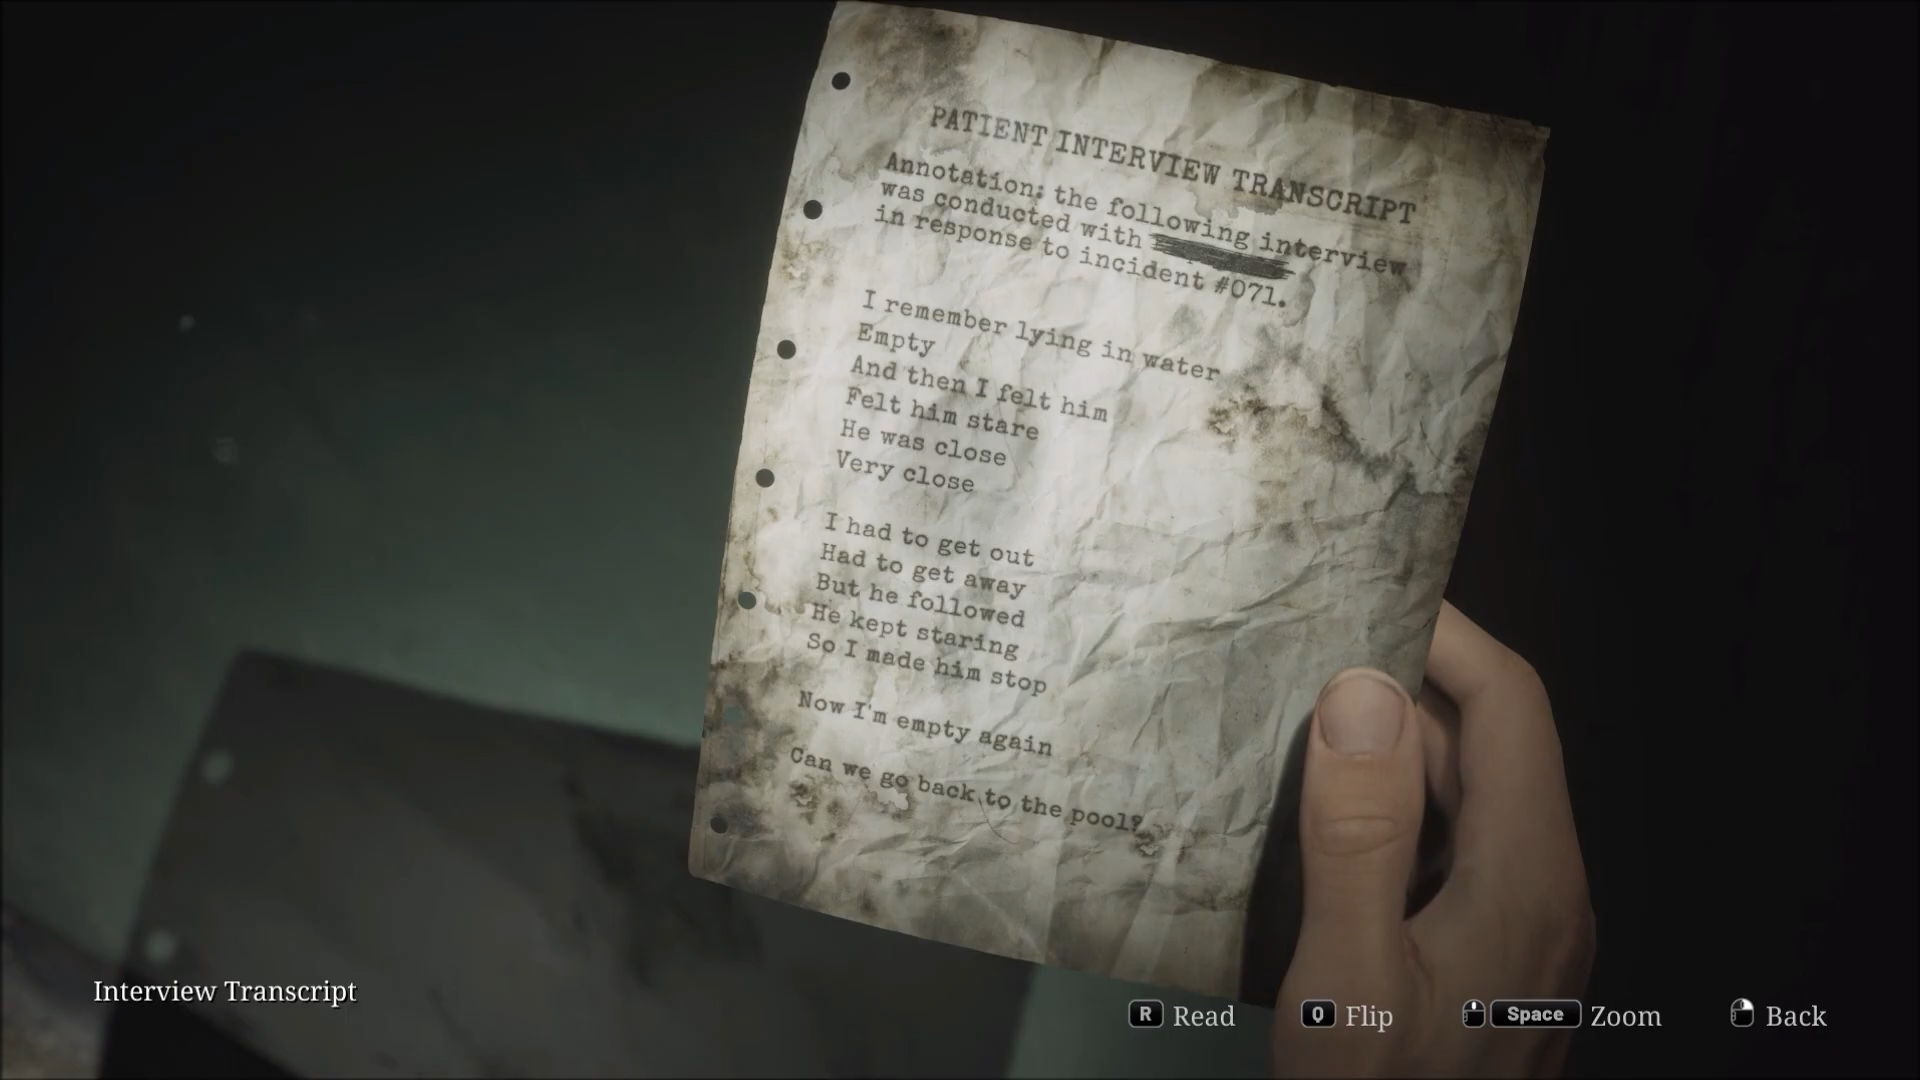 PATIENT INTERVIEW TRANSCRIPT
Annotation: the following interview
was conducted with
in response to incident #071.
I remember lying in water
Empty
And then I felt him
Felt him stare
He was close
Very close
I had to get out
Had to get away
But he followed
He kept staring
So I made him stop
Now I'm empty again
Can we go back to the pool?
Interview Transcript
R Read
Q Flip
Space Zoom
Back